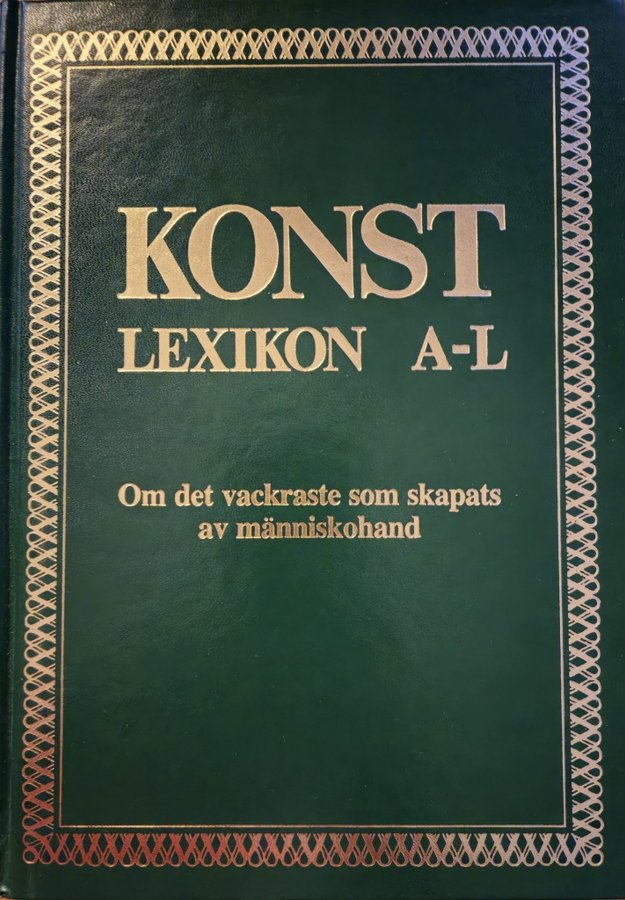 KONST
LEXIKON A-L
Om det vackraste som skapats
av människohand